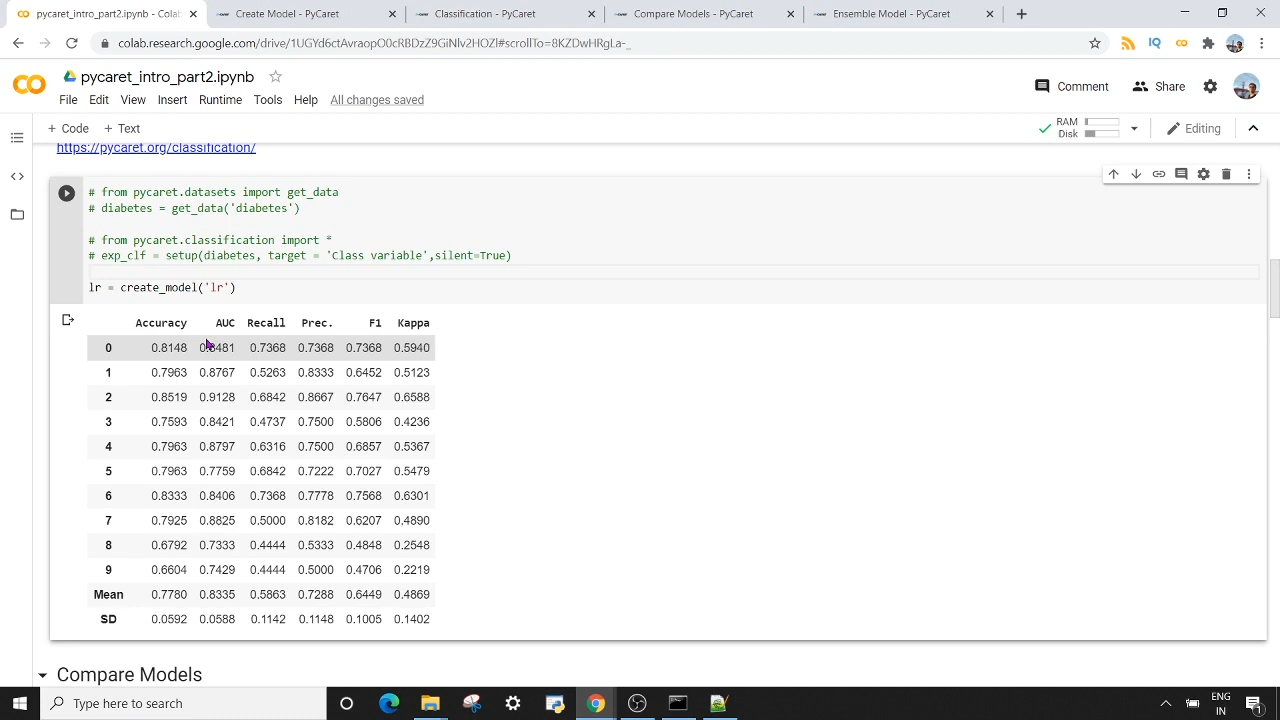 pycaret_intro_part2.ipynb - Colab
Create Model - PyCaret
Classification - PyCaret
Compare Models - PyCaret
Ensemble Model - PyCaret
pycaret_intro_part2.ipynb
File Edit View Insert Runtime Tools Help All changes saved
Comment Share
+ Code + Text
RAM
Disk
Editing
https://pycaret.org/classification/
# from pycaret.datasets import get_data
# diabetes = get_data('diabetes')
# from pycaret.classification import *
# exp_clf = setup(diabetes, target = 'Class variable',silent=True)
lr = create_model('lr')
Accuracy AUC Recall Prec. F1 Kappa
0 0.8148 0.8481 0.7368 0.7368 0.7368 0.5940
1 0.7963 0.8767 0.5263 0.8333 0.6452 0.5123
2 0.8519 0.9128 0.6842 0.8667 0.7647 0.6588
3 0.7593 0.8421 0.4737 0.7500 0.5806 0.4236
4 0.7963 0.8797 0.6316 0.7500 0.6857 0.5367
5 0.7963 0.7759 0.6842 0.7222 0.7027 0.5479
6 0.8333 0.8406 0.7368 0.7778 0.7568 0.6301
7 0.7925 0.8825 0.5000 0.8182 0.6207 0.4890
8 0.6792 0.7333 0.4444 0.5333 0.4848 0.2548
9 0.6604 0.7429 0.4444 0.5000 0.4706 0.2219
Mean 0.7780 0.8335 0.5863 0.7288 0.6449 0.4869
SD 0.0592 0.0588 0.1142 0.1148 0.1005 0.1402
Compare Models
Type here to search
ENG
IN